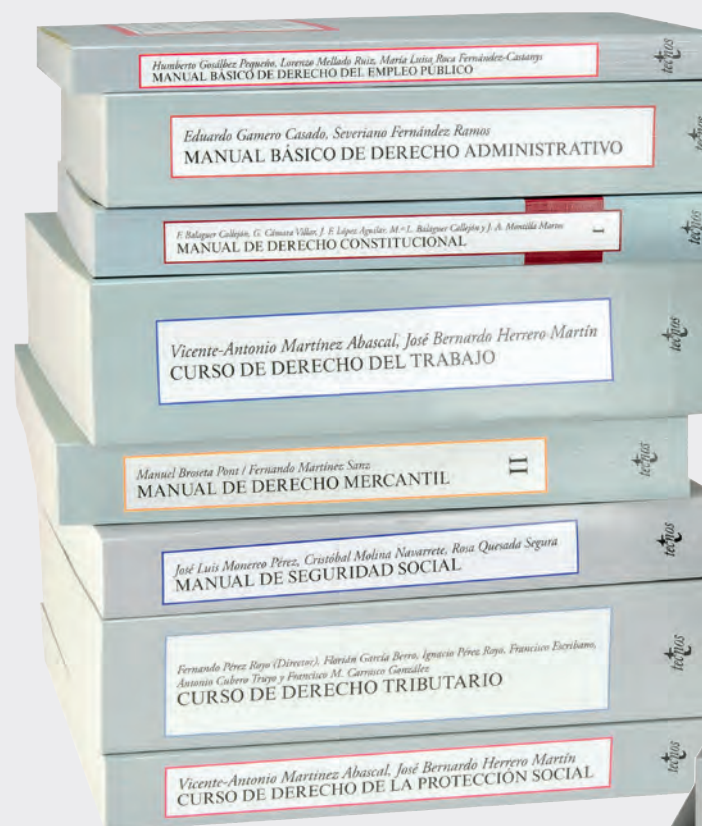 Humberto Gosálbez Pequeño, Lorenzo Mellado Ruiz, María Luisa Roca Fernández-Castanys
MANUAL BÁSICO DE DERECHO DEL EMPLEO PÚBLICO
tecnos
Eduardo Gamero Casado, Severiano Fernández Ramos
MANUAL BÁSICO DE DERECHO ADMINISTRATIVO
tecnos
F. Balaguer Callejón, G. Cámara Villar, J. F. López Aguilar, M.ª L. Balaguer Callejón y J. A. Montilla Martos
MANUAL DE DERECHO CONSTITUCIONAL
I
tecnos
Vicente-Antonio Martínez Abascal, José Bernardo Herrero Martín
CURSO DE DERECHO DEL TRABAJO
tecnos
Manuel Broseta Pont / Fernando Martínez Sanz
MANUAL DE DERECHO MERCANTIL
II
tecnos
José Luis Monereo Pérez, Cristóbal Molina Navarrete, Rosa Quesada Segura
MANUAL DE SEGURIDAD SOCIAL
tecnos
Fernando Pérez Royo (Director), Florián García Berro, Ignacio Pérez Royo, Francisco Escribano,
Antonio Cubero Truyo y Francisco M. Carrasco González
CURSO DE DERECHO TRIBUTARIO
tecnos
Vicente-Antonio Martínez Abascal, José Bernardo Herrero Martín
CURSO DE DERECHO DE LA PROTECCIÓN SOCIAL
tecnos